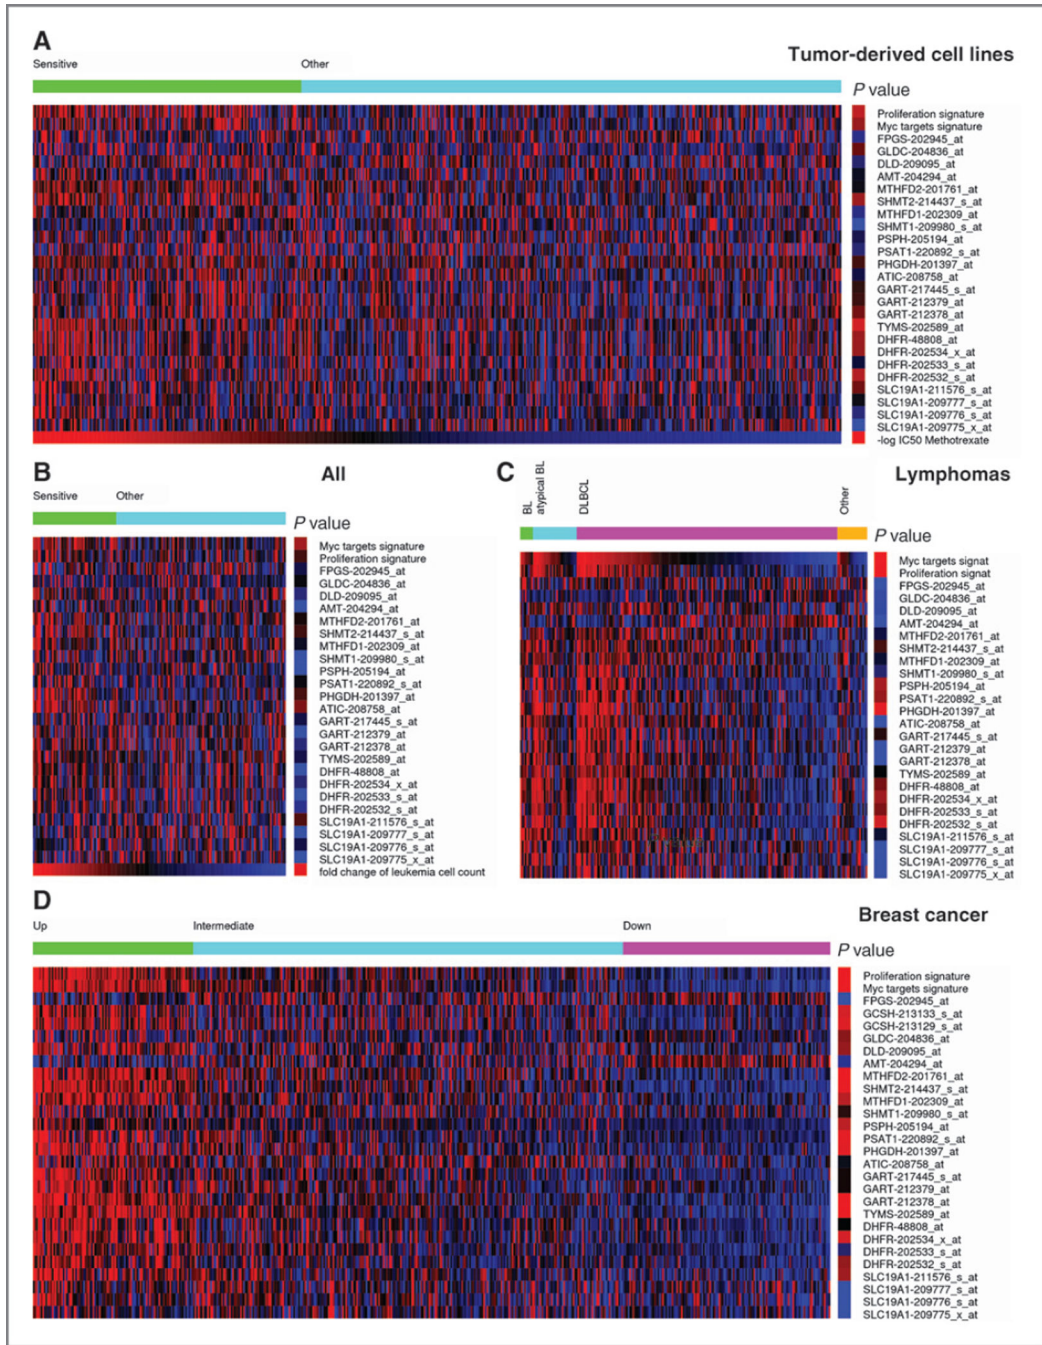 A
Tumor-derived cell lines
Sensitive
Other
P value
Proliferation signature
Myc targets signature
FPGS-202945_at
GLDC-204836_at
DLD-209095_at
AMT-204294_at
MTHFD2-201761_at
SHMT2-214437_s_at
MTHFD1-202309_at
SHMT1-209980_s_at
PSPH-205194_at
PSAT1-220892_s_at
PHGDH-201397_at
ATIC-208758_at
GART-217445_s_at
GART-212379_at
GART-212378_at
TYMS-202589_at
DHFR-48808_at
DHFR-202534_x_at
DHFR-202533_s_at
DHFR-202532_s_at
SLC19A1-211576_s_at
SLC19A1-209777_s_at
SLC19A1-209776_s_at
SLC19A1-209775_x_at
-log IC50 Methotrexate
B
All
Sensitive
Other
P value
Myc targets signature
Proliferation signature
FPGS-202945_at
GLDC-204836_at
DLD-209095_at
AMT-204294_at
MTHFD2-201761_at
SHMT2-214437_s_at
MTHFD1-202309_at
SHMT1-209980_s_at
PSPH-205194_at
PSAT1-220892_s_at
PHGDH-201397_at
ATIC-208758_at
GART-217445_s_at
GART-212379_at
GART-212378_at
TYMS-202589_at
DHFR-48808_at
DHFR-202534_x_at
DHFR-202533_s_at
DHFR-202532_s_at
SLC19A1-211576_s_at
SLC19A1-209777_s_at
SLC19A1-209776_s_at
SLC19A1-209775_x_at
fold change of leukemia cell count
C
Lymphomas
BL
atypical BL
DLBCL
Other
P value
Myc targets signat
Proliferation signat
FPGS-202945_at
GLDC-204836_at
DLD-209095_at
AMT-204294_at
MTHFD2-201761_at
SHMT2-214437_s_at
MTHFD1-202309_at
SHMT1-209980_s_at
PSPH-205194_at
PSAT1-220892_s_at
PHGDH-201397_at
ATIC-208758_at
GART-217445_s_at
GART-212379_at
GART-212378_at
TYMS-202589_at
DHFR-48808_at
DHFR-202534_x_at
DHFR-202533_s_at
DHFR-202532_s_at
SLC19A1-211576_s_at
SLC19A1-209777_s_at
SLC19A1-209776_s_at
SLC19A1-209775_x_at
D
Breast cancer
Up
Intermediate
Down
P value
Proliferation signature
Myc targets signature
FPGS-202945_at
GCSH-213133_s_at
GCSH-213129_s_at
GLDC-204836_at
DLD-209095_at
AMT-204294_at
MTHFD2-201761_at
SHMT2-214437_s_at
MTHFD1-202309_at
SHMT1-209980_s_at
PSPH-205194_at
PSAT1-220892_s_at
PHGDH-201397_at
ATIC-208758_at
GART-217445_s_at
GART-212379_at
GART-212378_at
TYMS-202589_at
DHFR-48808_at
DHFR-202534_x_at
DHFR-202533_s_at
DHFR-202532_s_at
SLC19A1-211576_s_at
SLC19A1-209777_s_at
SLC19A1-209776_s_at
SLC19A1-209775_x_at